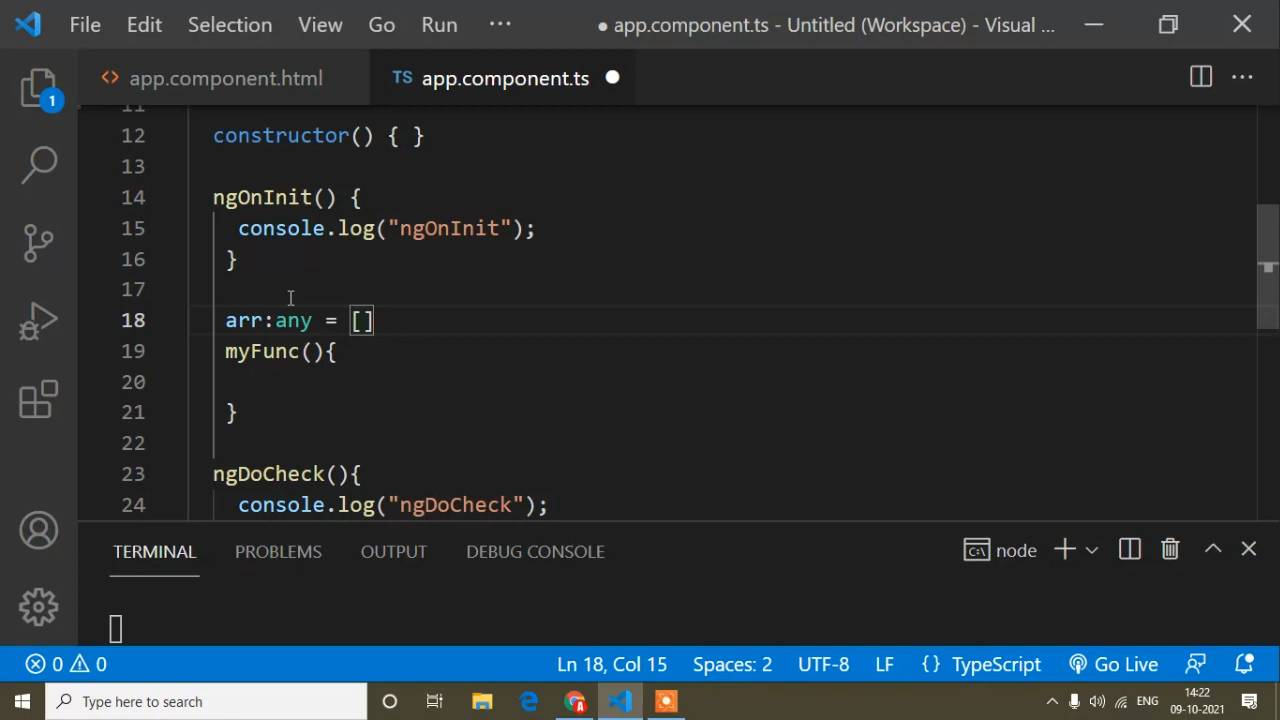 File Edit Selection View Go Run ··· ● app.component.ts - Untitled (Workspace) - Visual ...
<> app.component.html TS app.component.ts ●
11
12 constructor() { }
13
14 ngOnInit() {
15 console.log("ngOnInit");
16 }
17
18 arr:any = []
19 myFunc(){
20
21 }
22
23 ngDoCheck(){
24 console.log("ngDoCheck");
1
TERMINAL PROBLEMS OUTPUT DEBUG CONSOLE node
0 0 Ln 18, Col 15 Spaces: 2 UTF-8 LF {} TypeScript Go Live
Type here to search ENG 14:22
09-10-2021